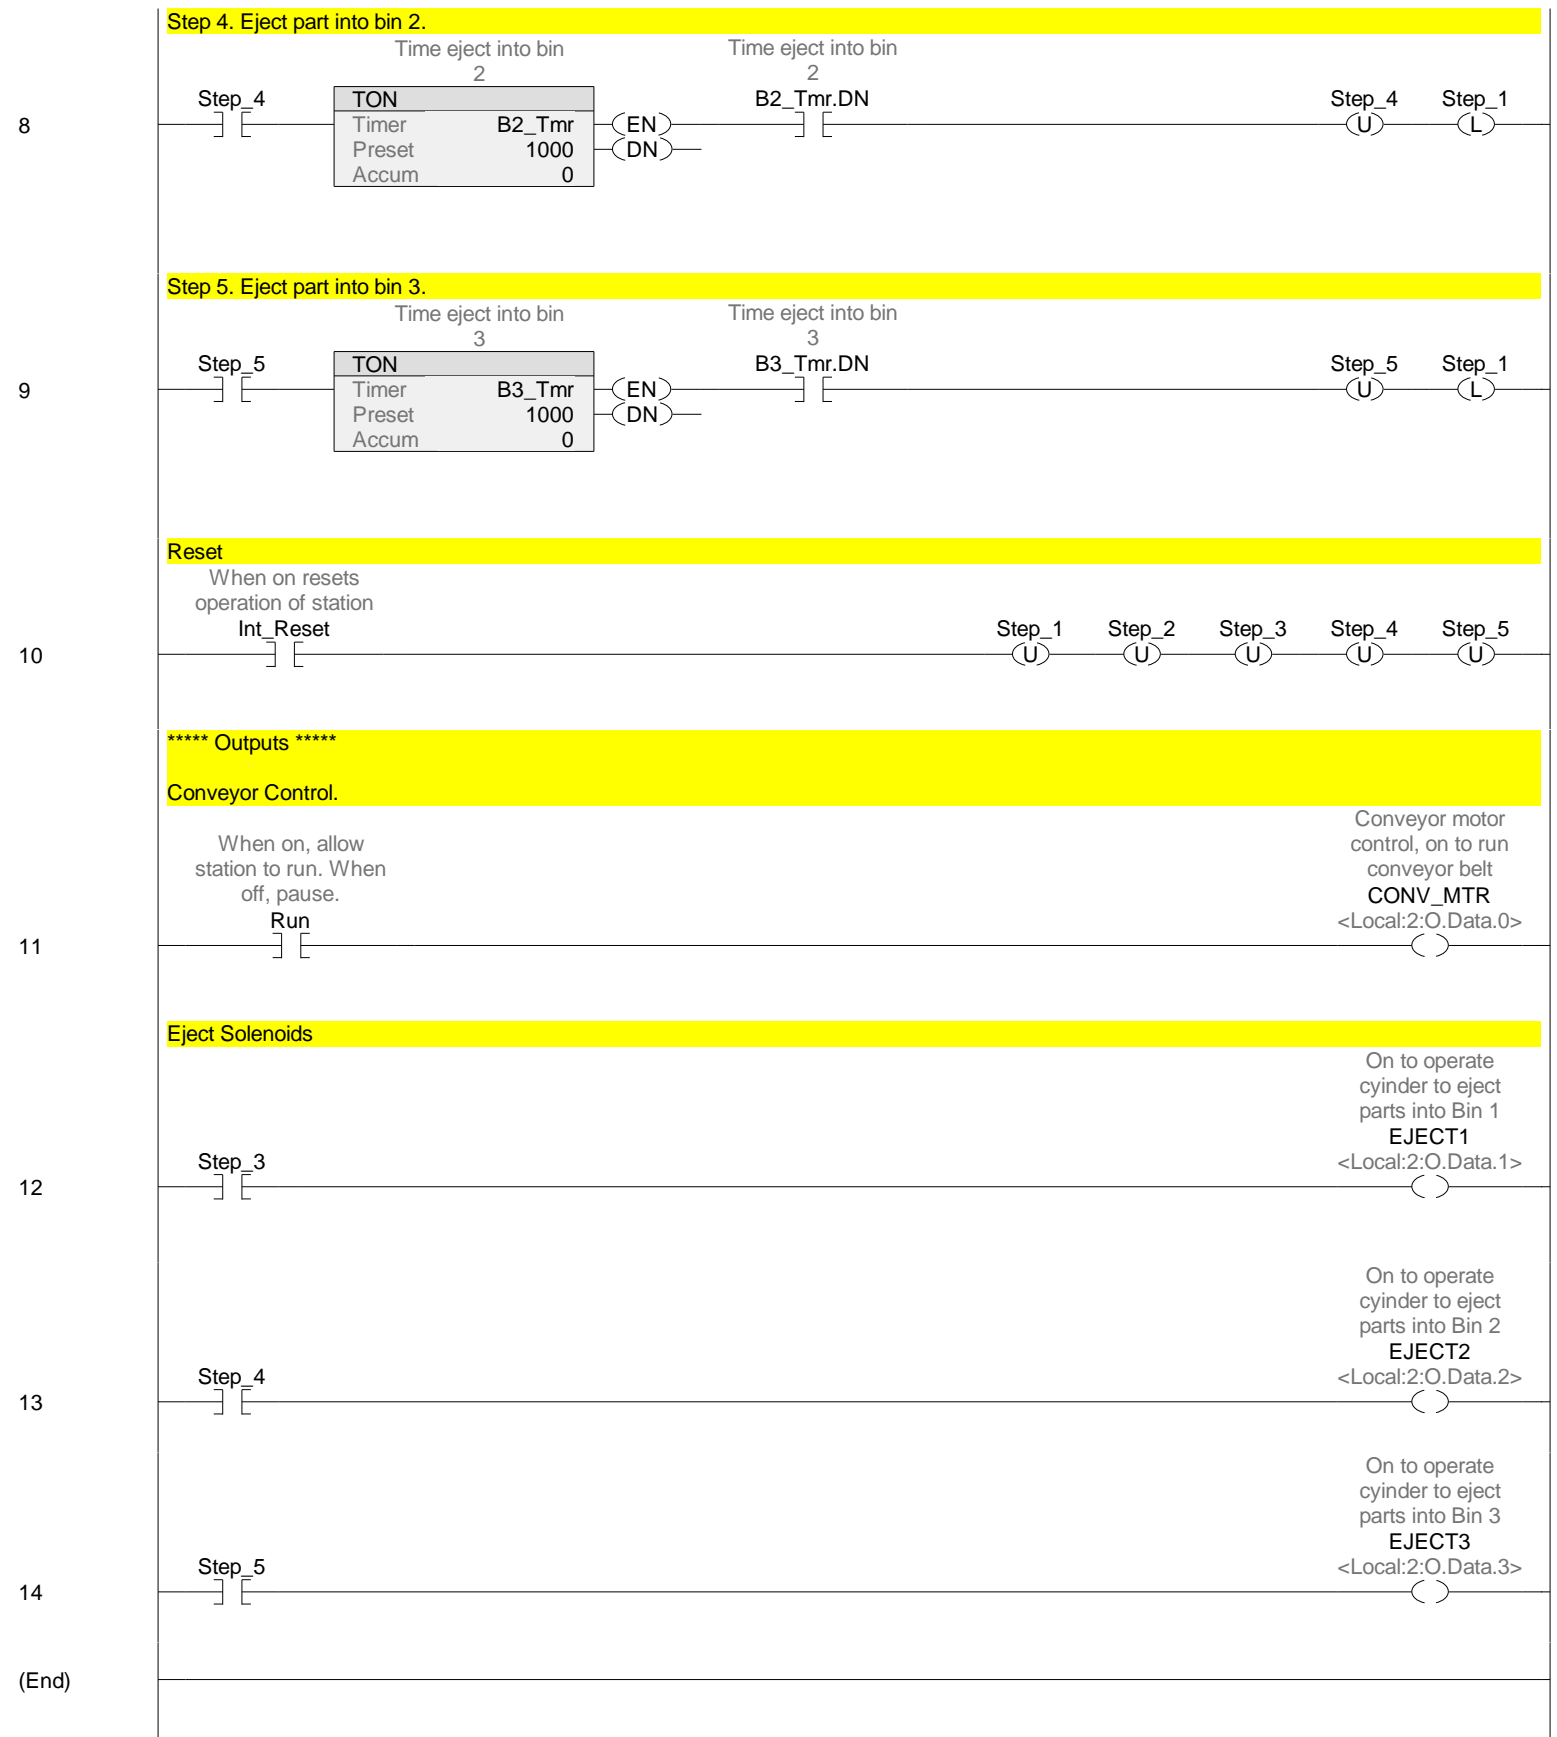 Step 4. Eject part into bin 2.
Time eject into bin
2
Time eject into bin
2
Step_4
TON
B2_Tmr.DN
Step_4
Step_1
8
Timer B2_Tmr
EN
U
L
Preset 1000
DN
Accum 0
Step 5. Eject part into bin 3.
Time eject into bin
3
Time eject into bin
3
Step_5
TON
B3_Tmr.DN
Step_5
Step_1
9
Timer B3_Tmr
EN
U
L
Preset 1000
DN
Accum 0
Reset
When on resets
operation of station
Int_Reset
Step_1
Step_2
Step_3
Step_4
Step_5
10
U
U
U
U
U
***** Outputs *****
Conveyor Control.
When on, allow
station to run. When
off, pause.
Run
Conveyor motor
control, on to run
conveyor belt
CONV_MTR
<Local:2:O.Data.0>
11
Eject Solenoids
On to operate
cyinder to eject
parts into Bin 1
EJECT1
<Local:2:O.Data.1>
Step_3
12
On to operate
cyinder to eject
parts into Bin 2
EJECT2
<Local:2:O.Data.2>
Step_4
13
On to operate
cyinder to eject
parts into Bin 3
EJECT3
<Local:2:O.Data.3>
Step_5
14
(End)